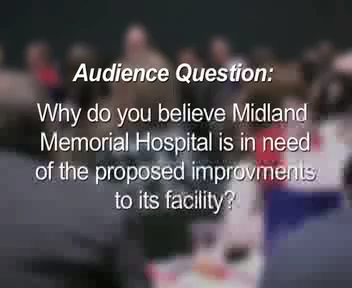 Audience Question:
Why do you believe Midland
Memorial Hospital is in need
of the proposed improvments
to its facility?